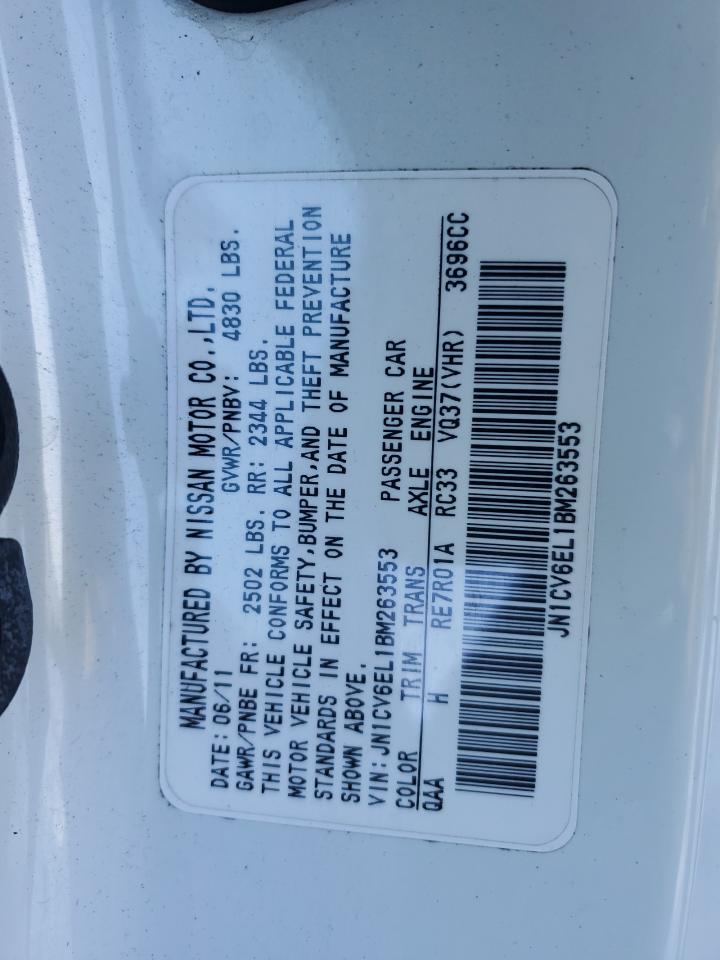 MANUFACTURED BY NISSAN MOTOR CO.,LTD.
DATE: 06/11 GVWR/PNBV: 4830 LBS.
GAWR/PNBE FR: 2502 LBS. RR: 2344 LBS.
THIS VEHICLE CONFORMS TO ALL APPLICABLE FEDERAL
MOTOR VEHICLE SAFETY,BUMPER,AND THEFT PREVENTION
STANDARDS IN EFFECT ON THE DATE OF MANUFACTURE
SHOWN ABOVE.
VIN: JN1CV6EL1BM263553 PASSENGER CAR
COLOR TRIM TRANS AXLE ENGINE
QAA H RE7R01A RC33 VQ37(VHR) 3696CC
JN1CV6EL1BM263553